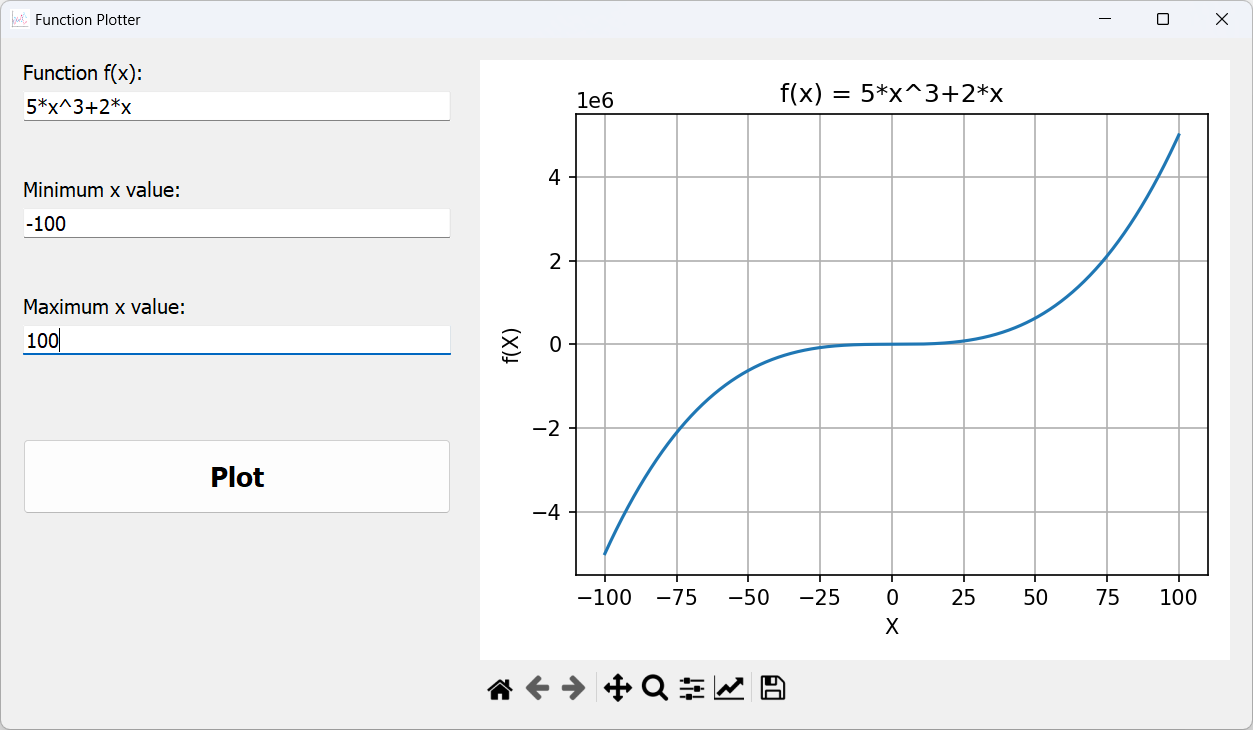 Function Plotter
Function f(x):
5*x^3+2*x
Minimum x value:
-100
Maximum x value:
100
Plot
f(x) = 5*x^3+2*x
1e6
4
2
0
−2
−4
f(X)
−100 −75 −50 −25 0 25 50 75 100
X